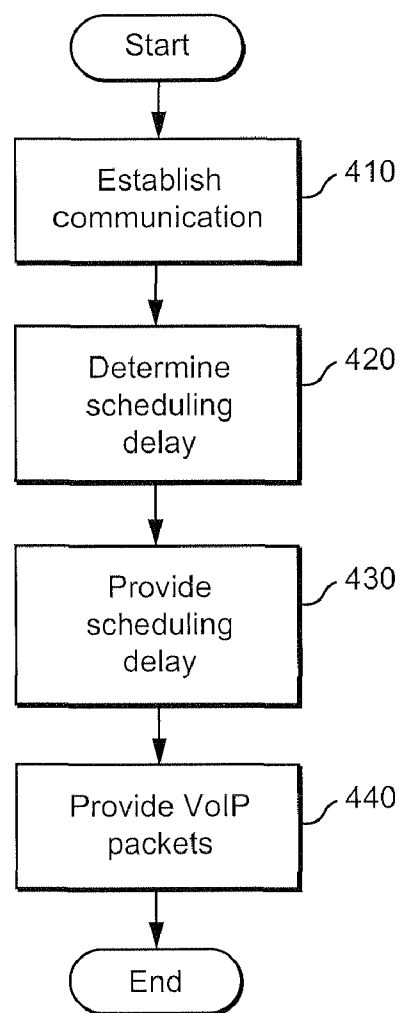 Start
Establish
communication
410
Determine
scheduling
delay
420
Provide
scheduling
delay
430
Provide VoIP
packets
440
End